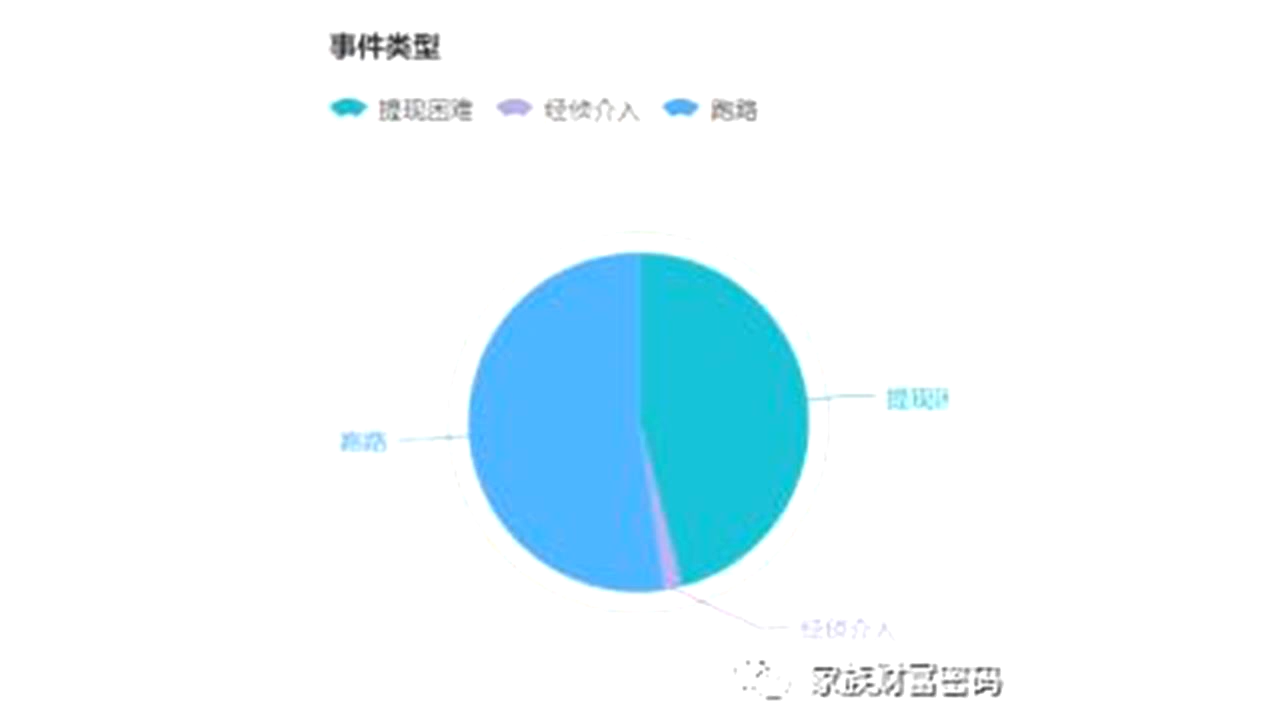 事件类型
提现困难 经侦介入 跑路
提现困
跑路
经侦介入
家族财富密码